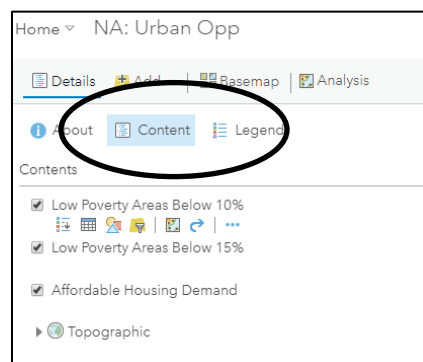 Home NA: Urban Opp
Details Add Basemap Analysis
About Content Legend
Contents
Low Poverty Areas Below 10%
Low Poverty Areas Below 15%
Affordable Housing Demand
Topographic